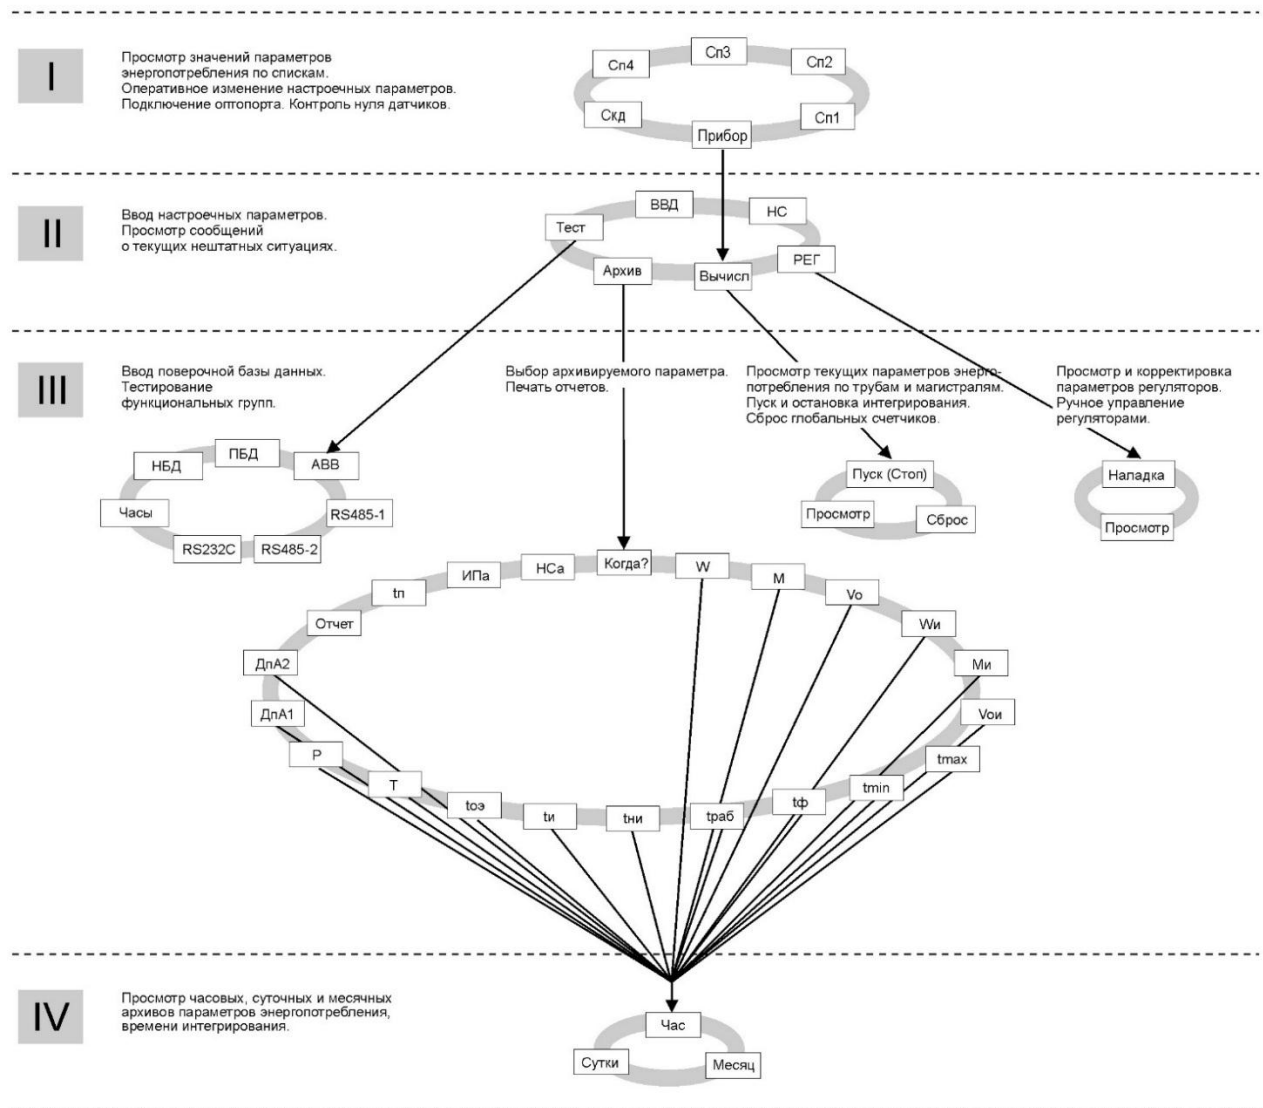 I
Просмотр значений параметров
энергопотребления по спискам.
Оперативное изменение настроечных параметров.
Подключение оптопорта. Контроль нуля датчиков.
Сп3
Сп4
Сп2
Скд
Сп1
Прибор
II
Ввод настроечных параметров.
Просмотр сообщений
о текущих нештатных ситуациях.
ВВД
НС
Тест
РЕГ
Архив
Вычисл
III
Ввод поверочной базы данных.
Тестирование
функциональных групп.
Выбор архивируемого параметра.
Печать отчетов.
Просмотр текущих параметров энерго-
потребления по трубам и магистралям.
Пуск и остановка интегрирования.
Сброс глобальных счетчиков.
Просмотр и корректировка
параметров регуляторов.
Ручное управление
регуляторами.
ПБД
НБД
АВВ
Часы
RS485-1
RS232C
RS485-2
Пуск (Стоп)
Просмотр
Сброс
Наладка
Просмотр
Когда?
W
НСа
М
ИПа
Vo
tп
Wи
Отчет
Ми
ДпА2
Voи
ДпА1
tmax
Р
tmin
Т
tф
tоэ
tраб
tи
tни
IV
Просмотр часовых, суточных и месячных
архивов параметров энергопотребления,
времени интегрирования.
Час
Сутки
Месяц